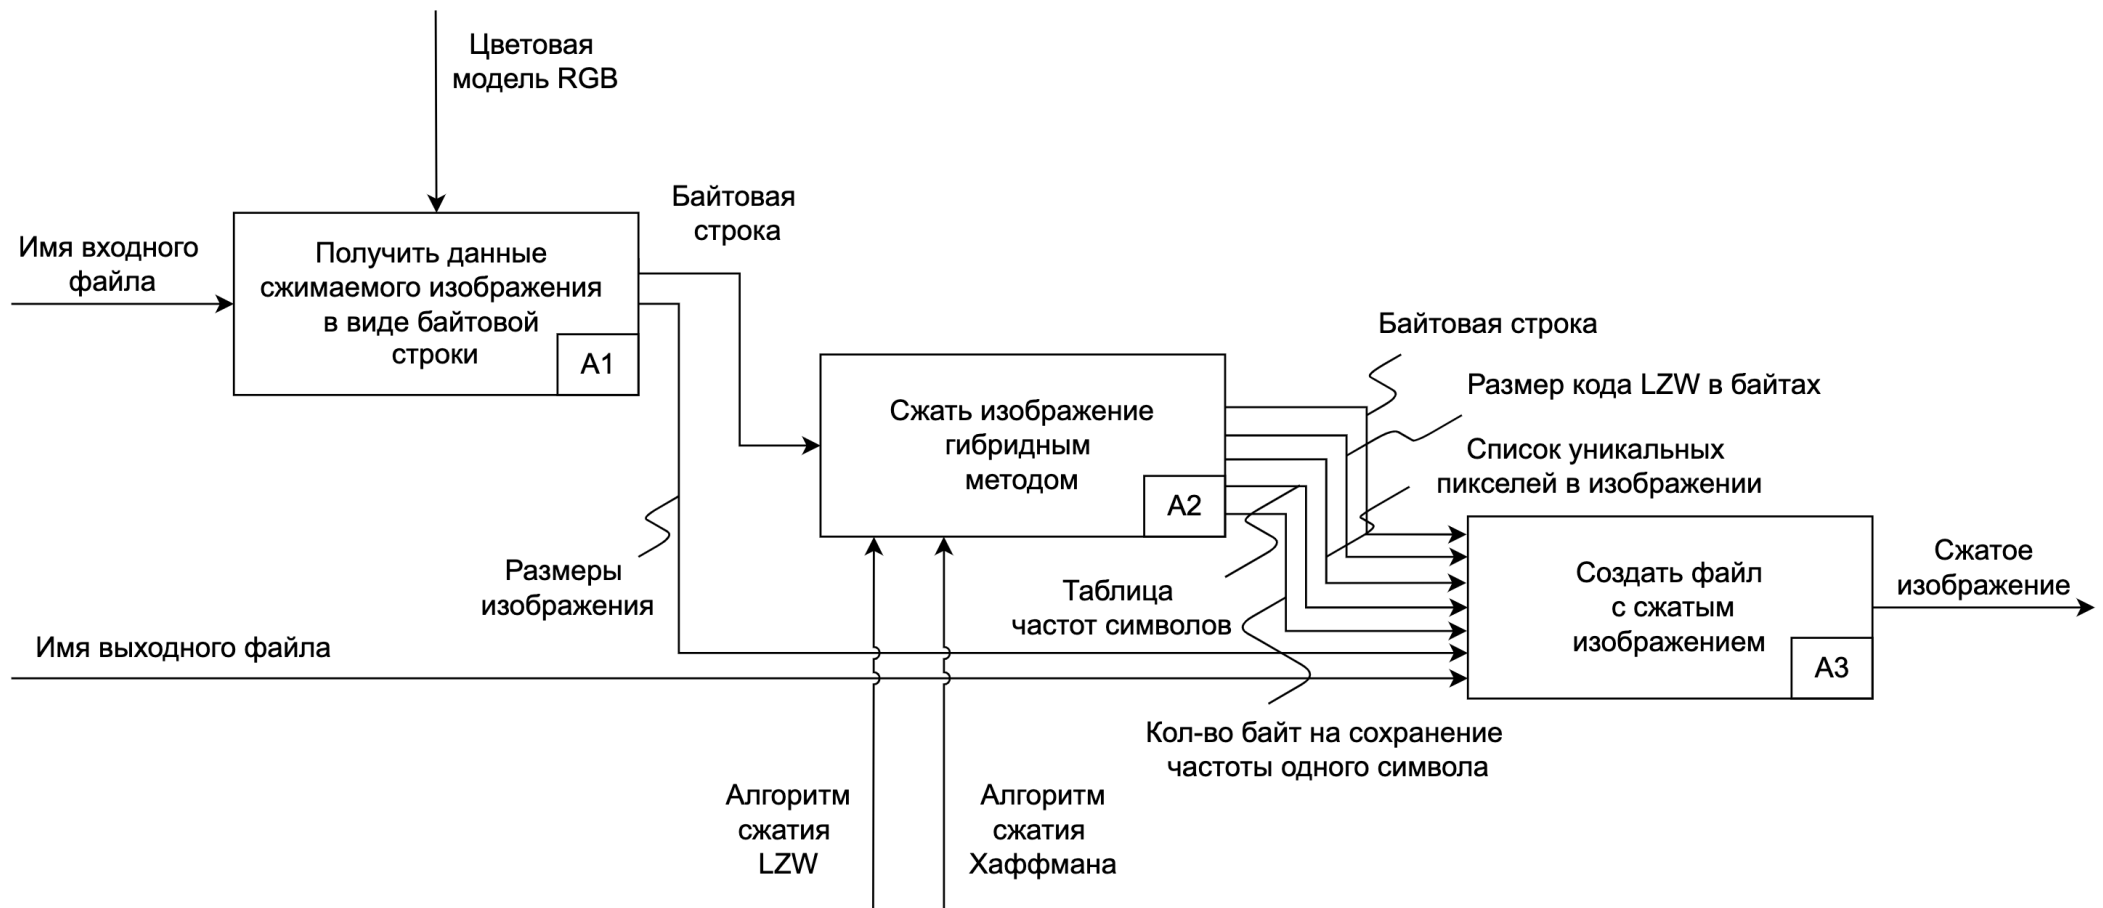 Цветовая
модель RGB
Байтовая
строка
Имя входного
файла
Получить данные
сжимаемого изображения
в виде байтовой
строки
A1
Байтовая строка
Размер кода LZW в байтах
Сжать изображение
гибридным
методом
A2
Список уникальных
пикселей в изображении
Размеры
изображения
Таблица
частот символов
Создать файл
с сжатым
изображением
A3
Сжатое
изображение
Имя выходного файла
Кол-во байт на сохранение
частоты одного символа
Алгоритм
сжатия
LZW
Алгоритм
сжатия
Хаффмана